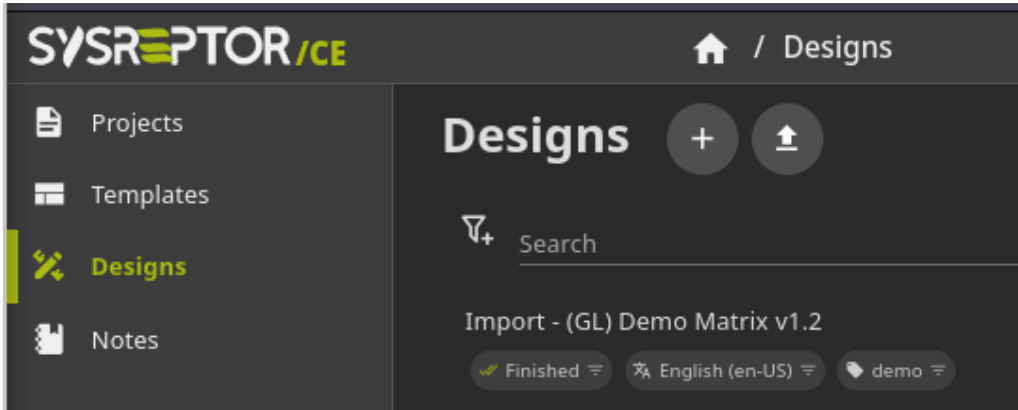 SYSREPTOR/CE
/ Designs
Projects
Templates
Designs
Notes
Designs
Search
Import - (GL) Demo Matrix v1.2
Finished English (en-US) demo